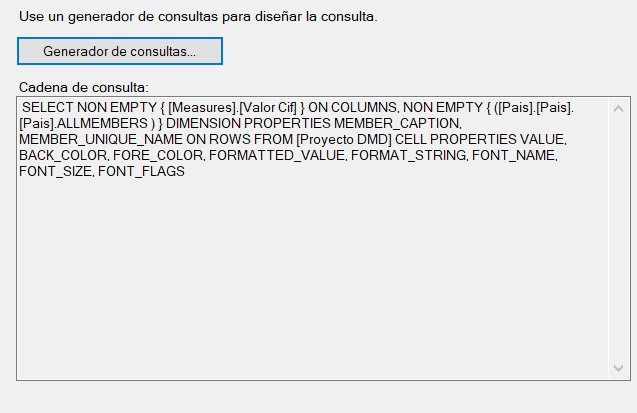 Use un generador de consultas para diseñar la consulta.
Generador de consultas...
Cadena de consulta:
SELECT NON EMPTY { [Measures].[Valor Cif] } ON COLUMNS, NON EMPTY { ([Pais].[Pais].
[Pais].ALLMEMBERS ) } DIMENSION PROPERTIES MEMBER_CAPTION,
MEMBER_UNIQUE_NAME ON ROWS FROM [Proyecto DMD] CELL PROPERTIES VALUE,
BACK_COLOR, FORE_COLOR, FORMATTED_VALUE, FORMAT_STRING, FONT_NAME,
FONT_SIZE, FONT_FLAGS